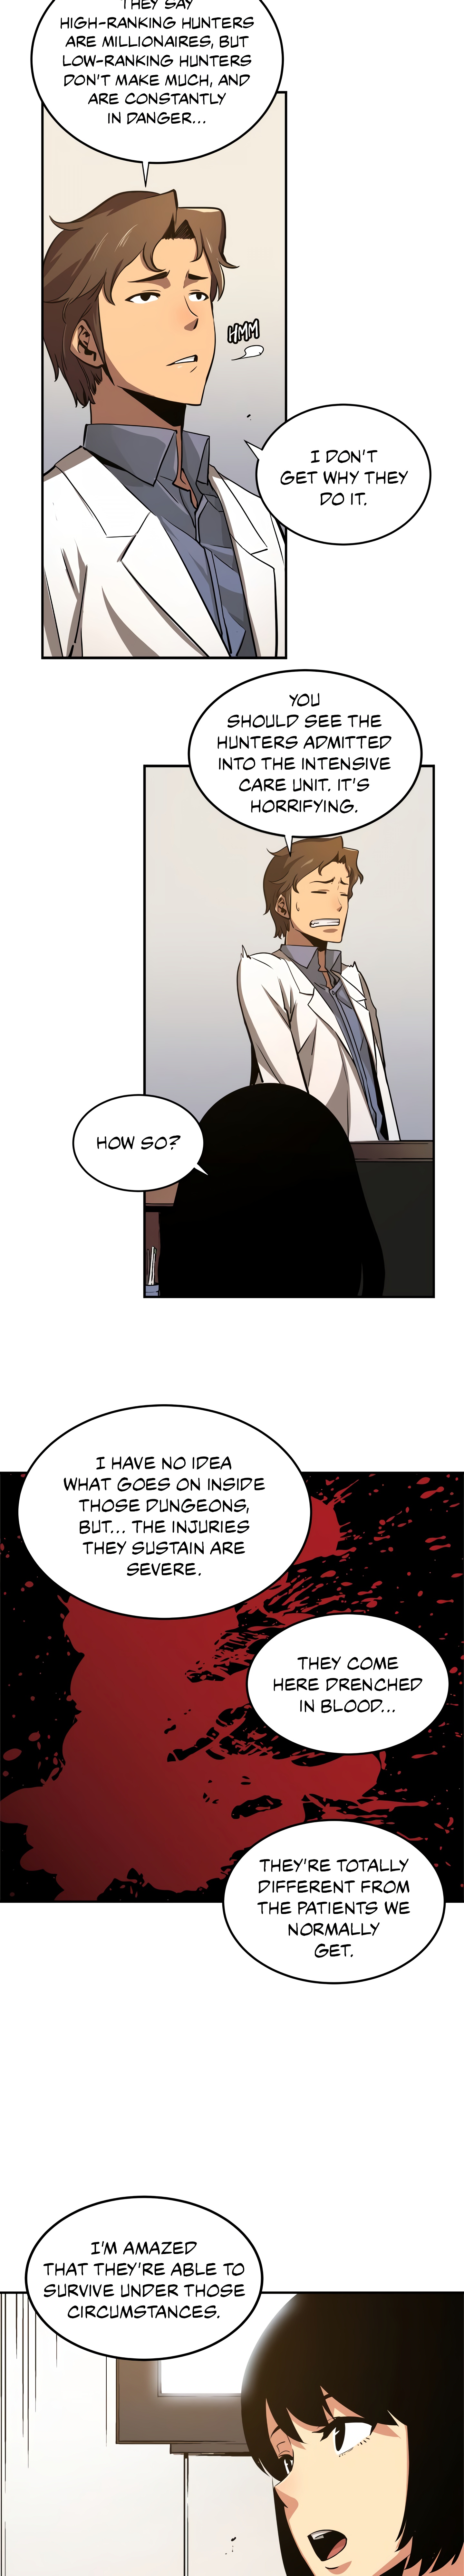 THEY SAY
HIGH-RANKING HUNTERS
ARE MILLIONAIRES, BUT
LOW-RANKING HUNTERS
DON'T MAKE MUCH, AND
ARE CONSTANTLY
IN DANGER...
HMM
I DON'T
GET WHY THEY
DO IT.
YOU
SHOULD SEE THE
HUNTERS ADMITTED
INTO THE INTENSIVE
CARE UNIT. IT'S
HORRIFYING.
HOW SO?
I HAVE NO IDEA
WHAT GOES ON INSIDE
THOSE DUNGEONS,
BUT... THE INJURIES
THEY SUSTAIN ARE
SEVERE.
THEY COME
HERE DRENCHED
IN BLOOD...
THEY'RE TOTALLY
DIFFERENT FROM
THE PATIENTS WE
NORMALLY
GET.
I'M AMAZED
THAT THEY'RE ABLE TO
SURVIVE UNDER THOSE
CIRCUMSTANCES.